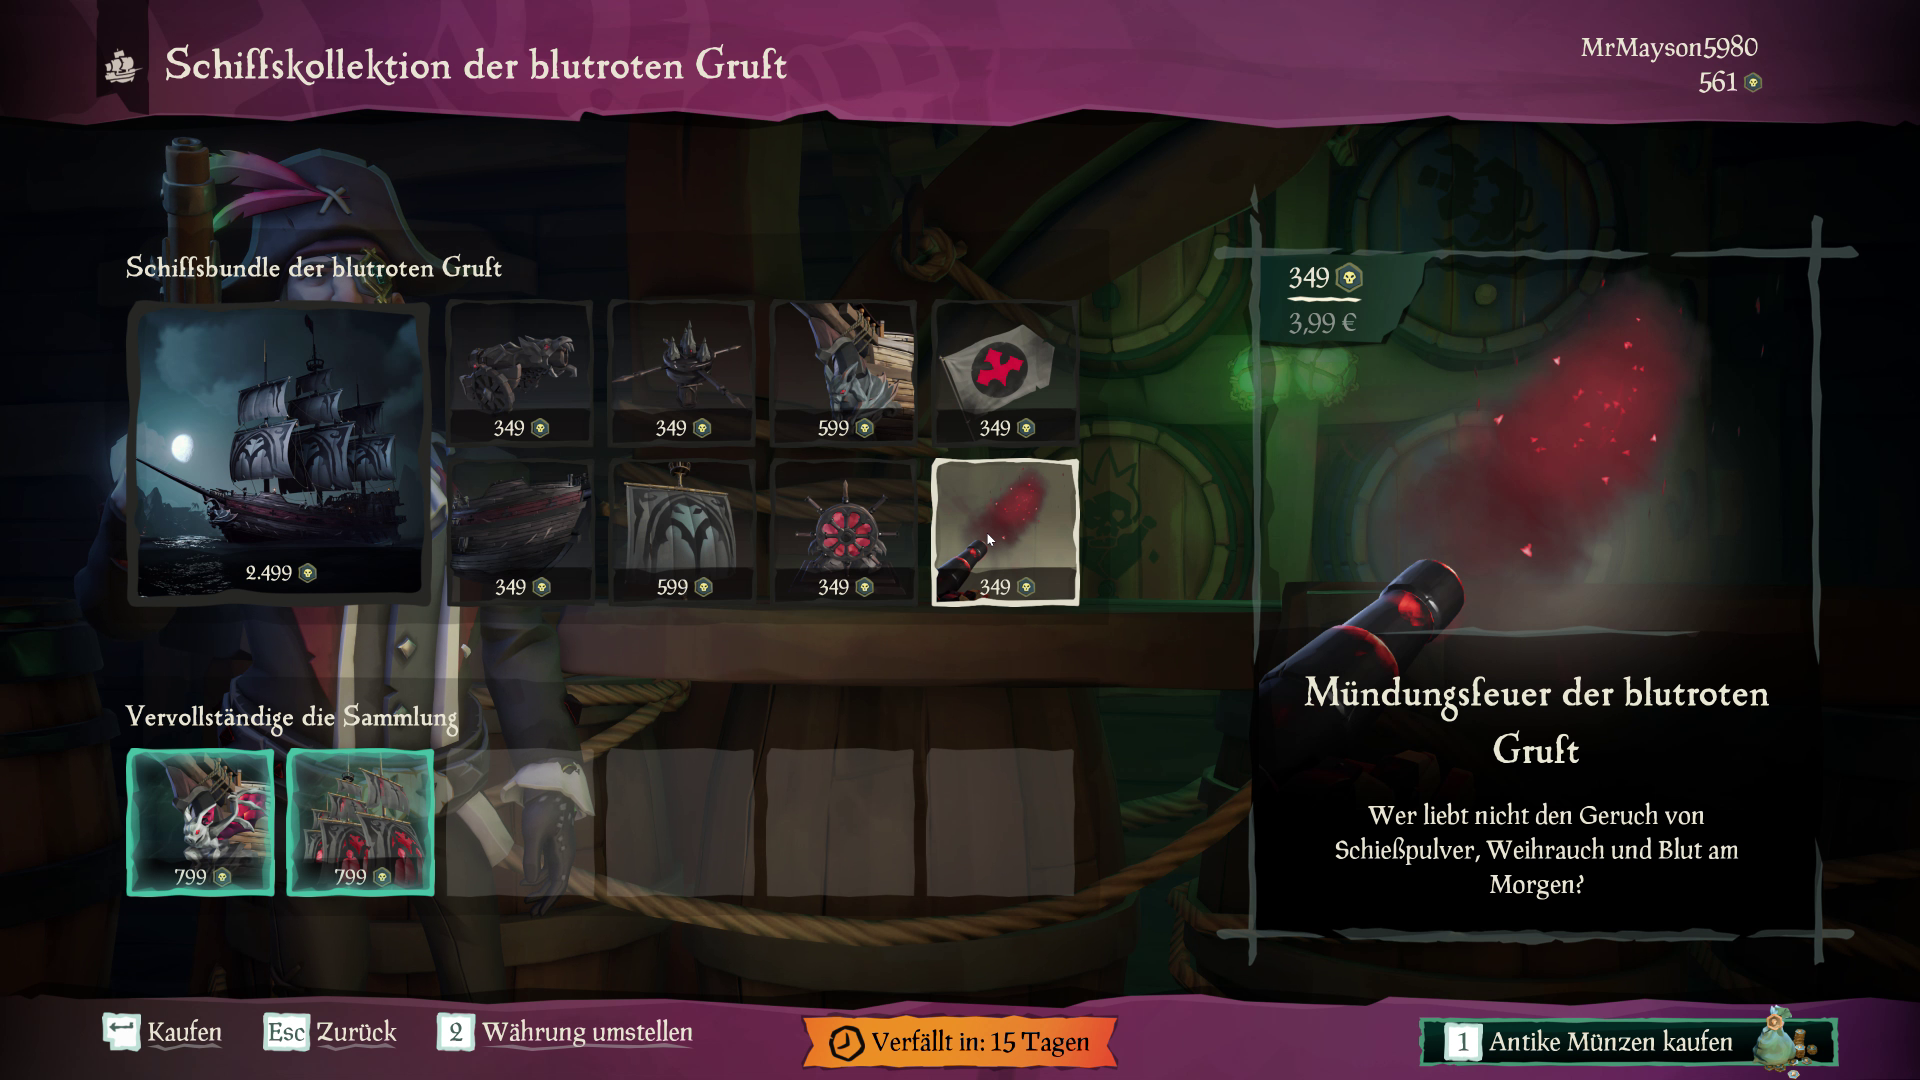 Schiffskollektion der blutroten Gruft
MrMayson5980
561
Schiffsbundle der blutroten Gruft
2.499
349
349
599
349
349
599
349
349
Vervollständige die Sammlung
799
799
349
3,99 €
Mündungsfeuer der blutroten
Gruft
Wer liebt nicht den Geruch von
Schießpulver, Weihrauch und Blut am
Morgen?
Kaufen
Esc Zurück
2 Währung umstellen
Verfällt in: 15 Tagen
1 Antike Münzen kaufen